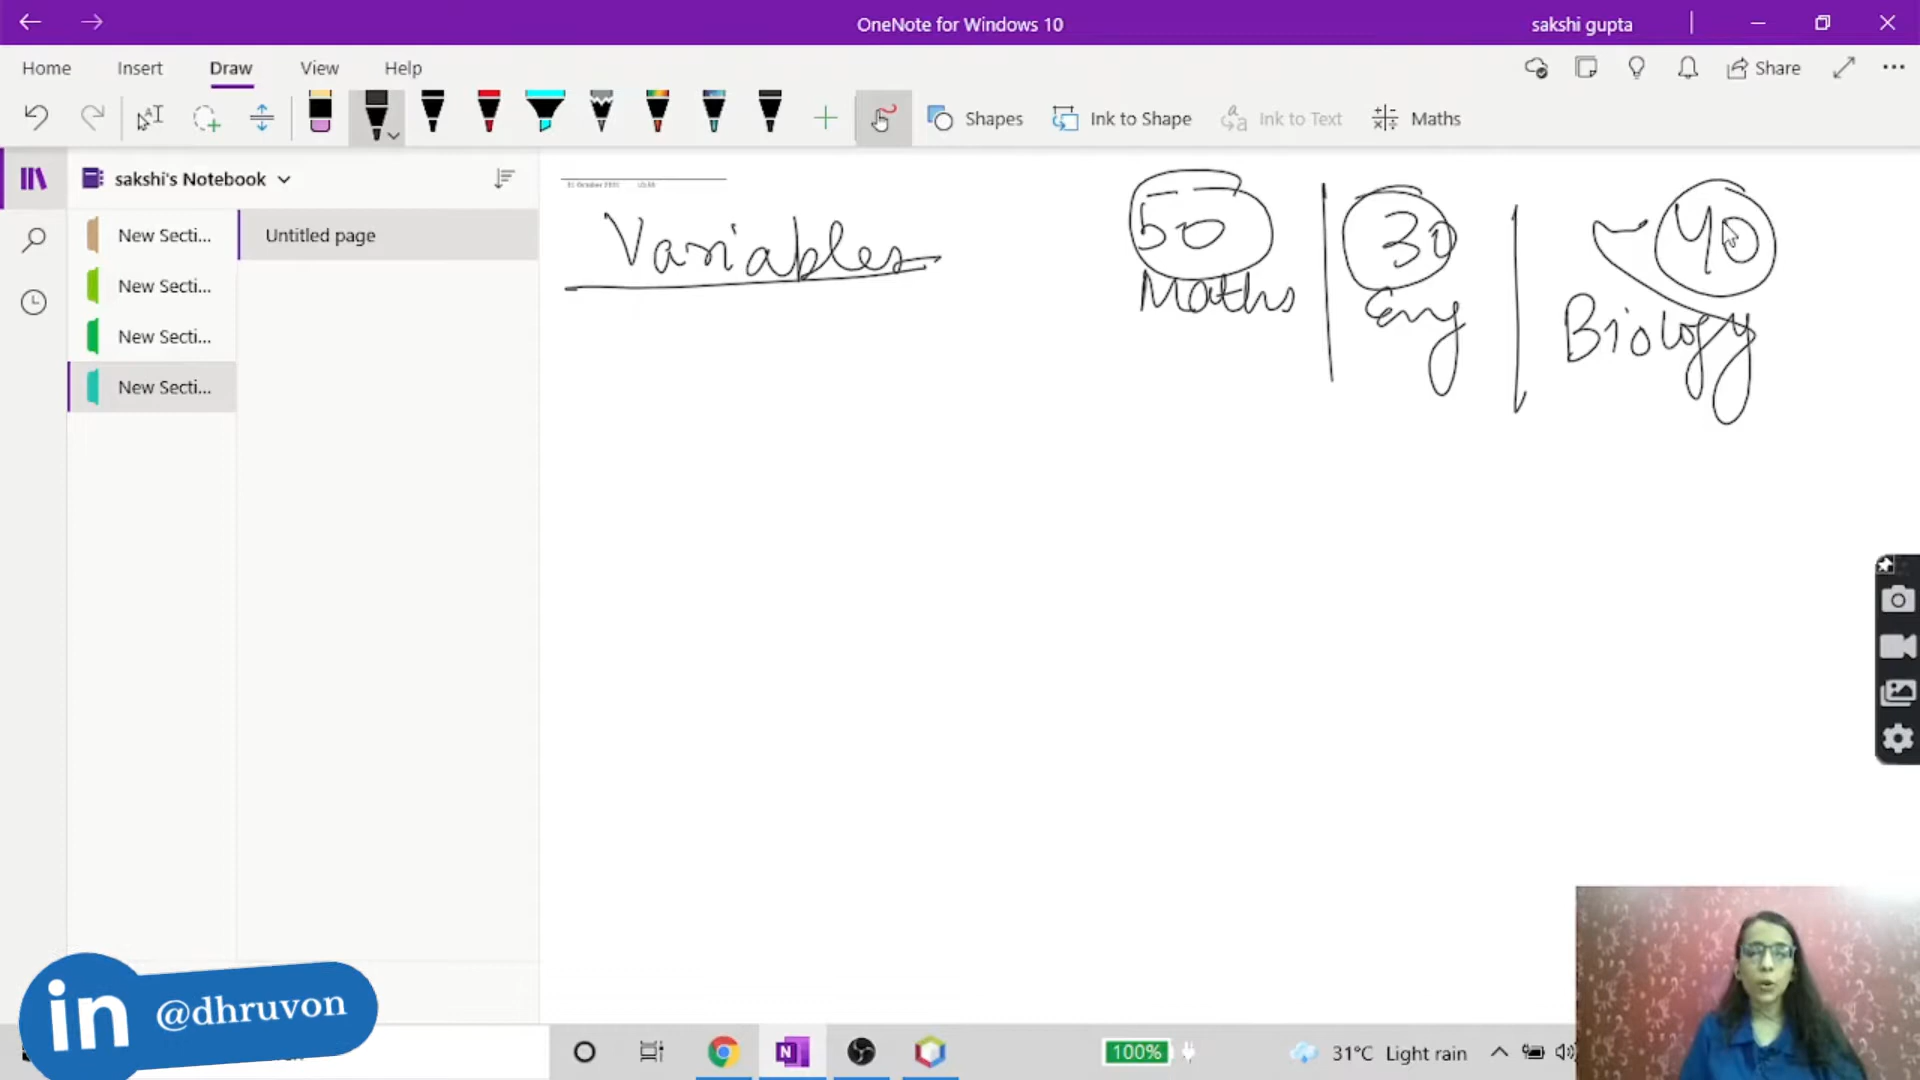 OneNote for Windows 10
sakshi gupta
Home Insert Draw View Help
Share
Shapes Ink to Shape Ink to Text Maths
sakshi's Notebook
New Secti...
Untitled page
New Secti...
New Secti...
New Secti...
Variables
50 30 40
Maths Eng Biology
in @dhruvon
100%
31°C Light rain